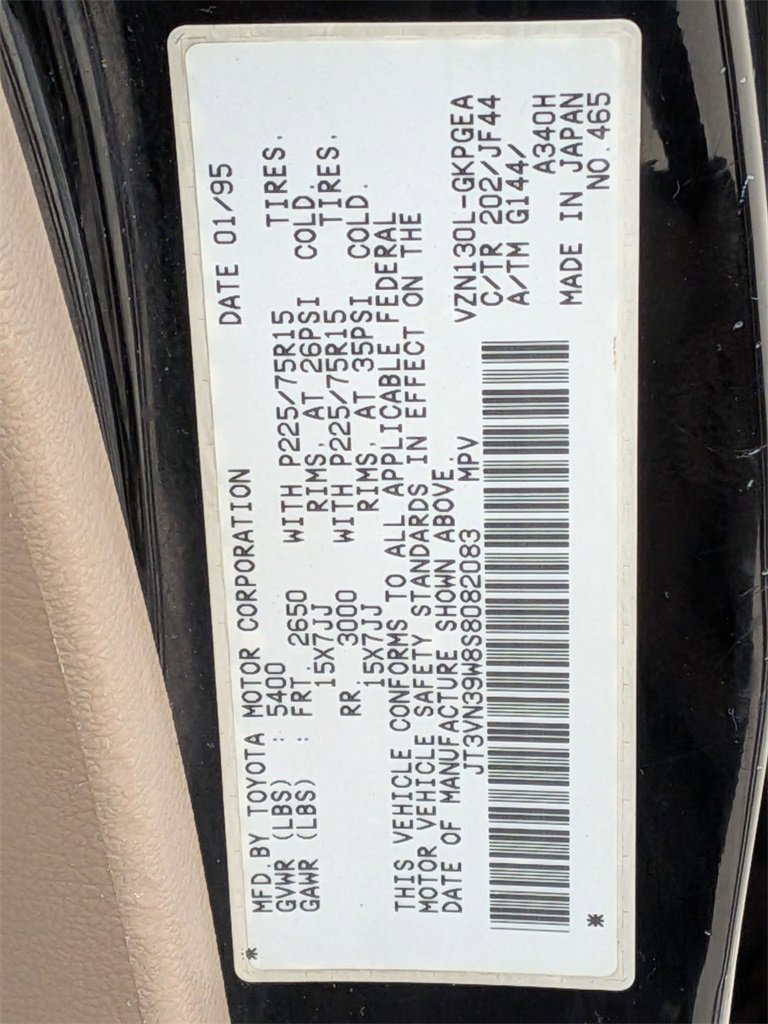 MFD.BY TOYOTA MOTOR CORPORATION DATE 01/95
GVWR (LBS) : 5400
GAWR (LBS) : FRT. 2650 WITH P225/75R15 TIRES.
15X7JJ RIMS, AT 26PSI COLD.
RR. 3000 WITH P225/75R15 TIRES.
15X7JJ RIMS, AT 35PSI COLD.
THIS VEHICLE CONFORMS TO ALL APPLICABLE FEDERAL
MOTOR VEHICLE SAFETY STANDARDS IN EFFECT ON THE
DATE OF MANUFACTURE SHOWN ABOVE.
JT3VN39W8S8082083 MPV
VZN130L-GKPGEA
C/TR 202/JF44
A/TM G144/
A340H
MADE IN JAPAN
NO.465